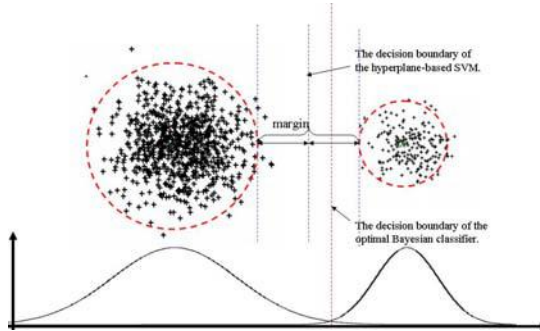 The decision boundary of
the hyperplane-based SVM.
margin
The decision boundary of the
optimal Bayesian classifier.